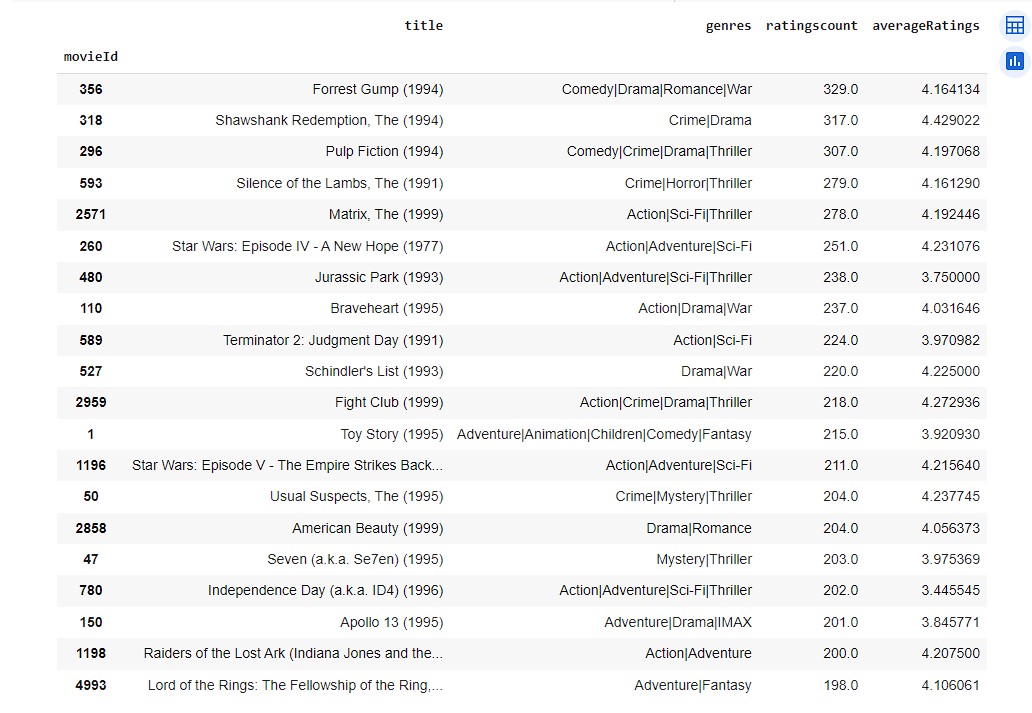 title genres ratingscount averageRatings
movieId
356 Forrest Gump (1994) Comedy|Drama|Romance|War 329.0 4.164134
318 Shawshank Redemption, The (1994) Crime|Drama 317.0 4.429022
296 Pulp Fiction (1994) Comedy|Crime|Drama|Thriller 307.0 4.197068
593 Silence of the Lambs, The (1991) Crime|Horror|Thriller 279.0 4.161290
2571 Matrix, The (1999) Action|Sci-Fi|Thriller 278.0 4.192446
260 Star Wars: Episode IV - A New Hope (1977) Action|Adventure|Sci-Fi 251.0 4.231076
480 Jurassic Park (1993) Action|Adventure|Sci-Fi|Thriller 238.0 3.750000
110 Braveheart (1995) Action|Drama|War 237.0 4.031646
589 Terminator 2: Judgment Day (1991) Action|Sci-Fi 224.0 3.970982
527 Schindler's List (1993) Drama|War 220.0 4.225000
2959 Fight Club (1999) Action|Crime|Drama|Thriller 218.0 4.272936
1 Toy Story (1995) Adventure|Animation|Children|Comedy|Fantasy 215.0 3.920930
1196 Star Wars: Episode V - The Empire Strikes Back... Action|Adventure|Sci-Fi 211.0 4.215640
50 Usual Suspects, The (1995) Crime|Mystery|Thriller 204.0 4.237745
2858 American Beauty (1999) Drama|Romance 204.0 4.056373
47 Seven (a.k.a. Se7en) (1995) Mystery|Thriller 203.0 3.975369
780 Independence Day (a.k.a. ID4) (1996) Action|Adventure|Sci-Fi|Thriller 202.0 3.445545
150 Apollo 13 (1995) Adventure|Drama|IMAX 201.0 3.845771
1198 Raiders of the Lost Ark (Indiana Jones and the... Action|Adventure 200.0 4.207500
4993 Lord of the Rings: The Fellowship of the Ring,... Adventure|Fantasy 198.0 4.106061